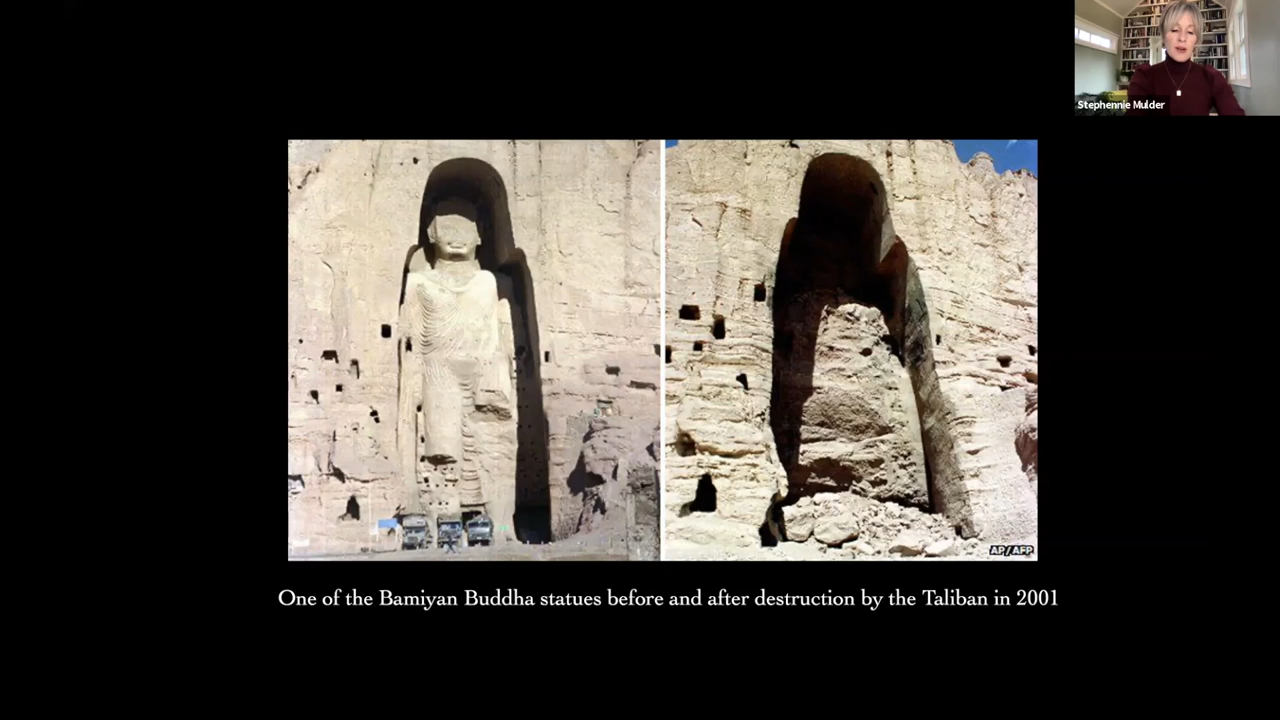 Stephennie Mulder
AP/AFP
One of the Bamiyan Buddha statues before and after destruction by the Taliban in 2001